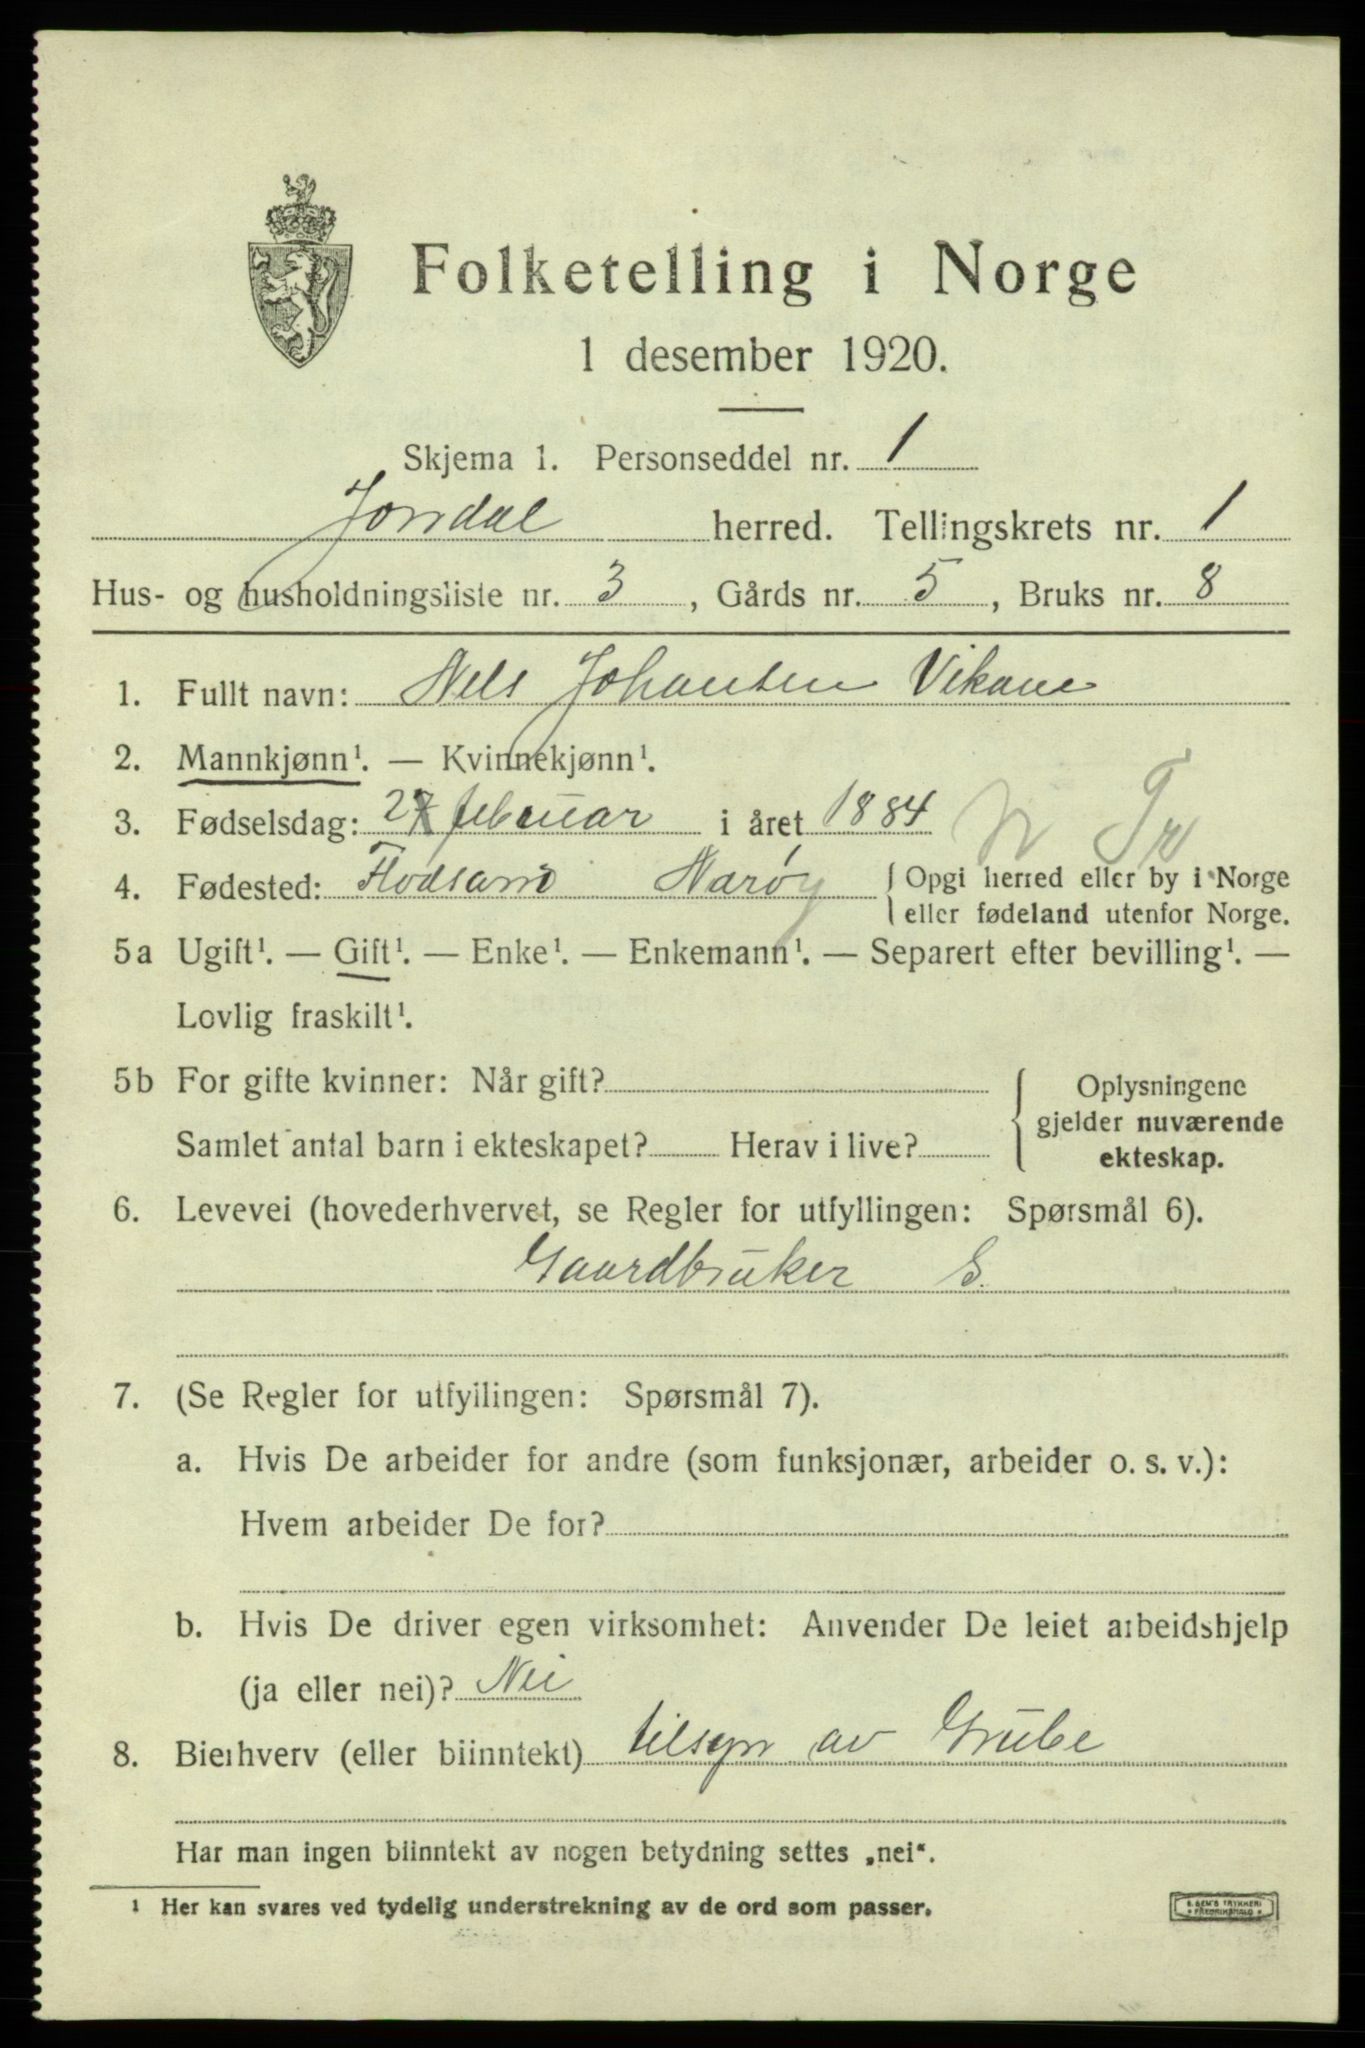 Folketelling i Norge
1 desember 1920.
Skjema 1. Personseddel nr. 1
Jondal herred. Tellingskrets nr. 1
Hus- og husholdningsliste nr. 3, Gårds nr. 5, Bruks nr. 8
1. Fullt navn: Nels Johansen Vikane
2. Mannkjønn¹. — Kvinnekjønn¹.
3. Fødselsdag: 27 februar i året 1884
4. Fødested: Nærøy { Opgi herred eller by i Norge
eller fødeland utenfor Norge.
N Tr
5a Ugift¹. — Gift¹. — Enke¹. — Enkemann¹. — Separert efter bevilling¹. —
Lovlig fraskilt¹.
5b For gifte kvinner: Når gift?
Samlet antal barn i ekteskapet? Herav i live?
{ Oplysningene
gjelder nuværende
ekteskap.
6. Levevei (hovederhvervet, se Regler for utfyllingen: Spørsmål 6).
Gaardbruker S.
7. (Se Regler for utfyllingen: Spørsmål 7).
a. Hvis De arbeider for andre (som funksjonær, arbeider o. s. v.):
Hvem arbeider De for?
b. Hvis De driver egen virksomhet: Anvender De leiet arbeidshjelp
(ja eller nei)? Nei
8. Bierhverv (eller biinntekt) tilsyn av Grube
Har man ingen biinntekt av nogen betydning settes „nei“.
¹ Her kan svares ved tydelig understrekning av de ord som passer.